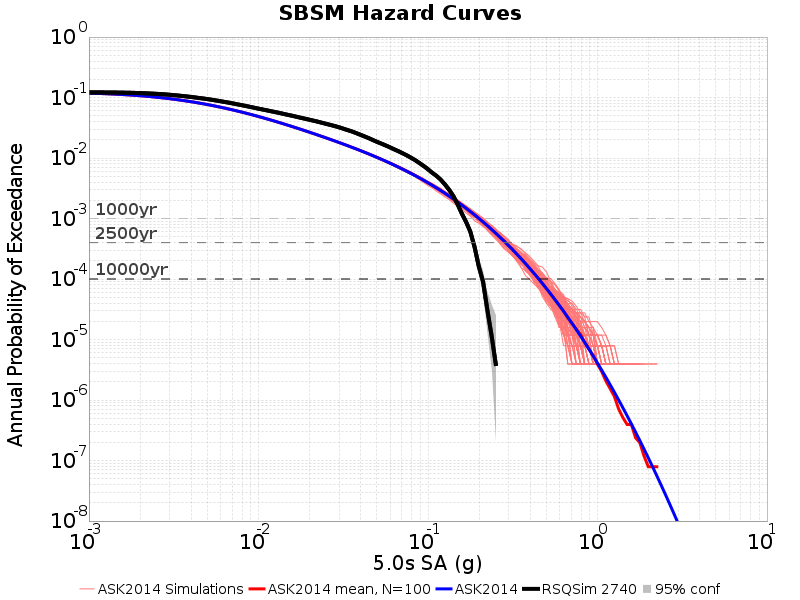 SBSM Hazard Curves
Annual Probability of Exceedance
10^0
10^-1
10^-2
10^-3
10^-4
10^-5
10^-6
10^-7
10^-8
1000yr
2500yr
10000yr
10^-3 10^-2 10^-1 10^0 10^1
5.0s SA (g)
ASK2014 Simulations ASK2014 mean, N=100 ASK2014 RSQSim 2740 95% conf